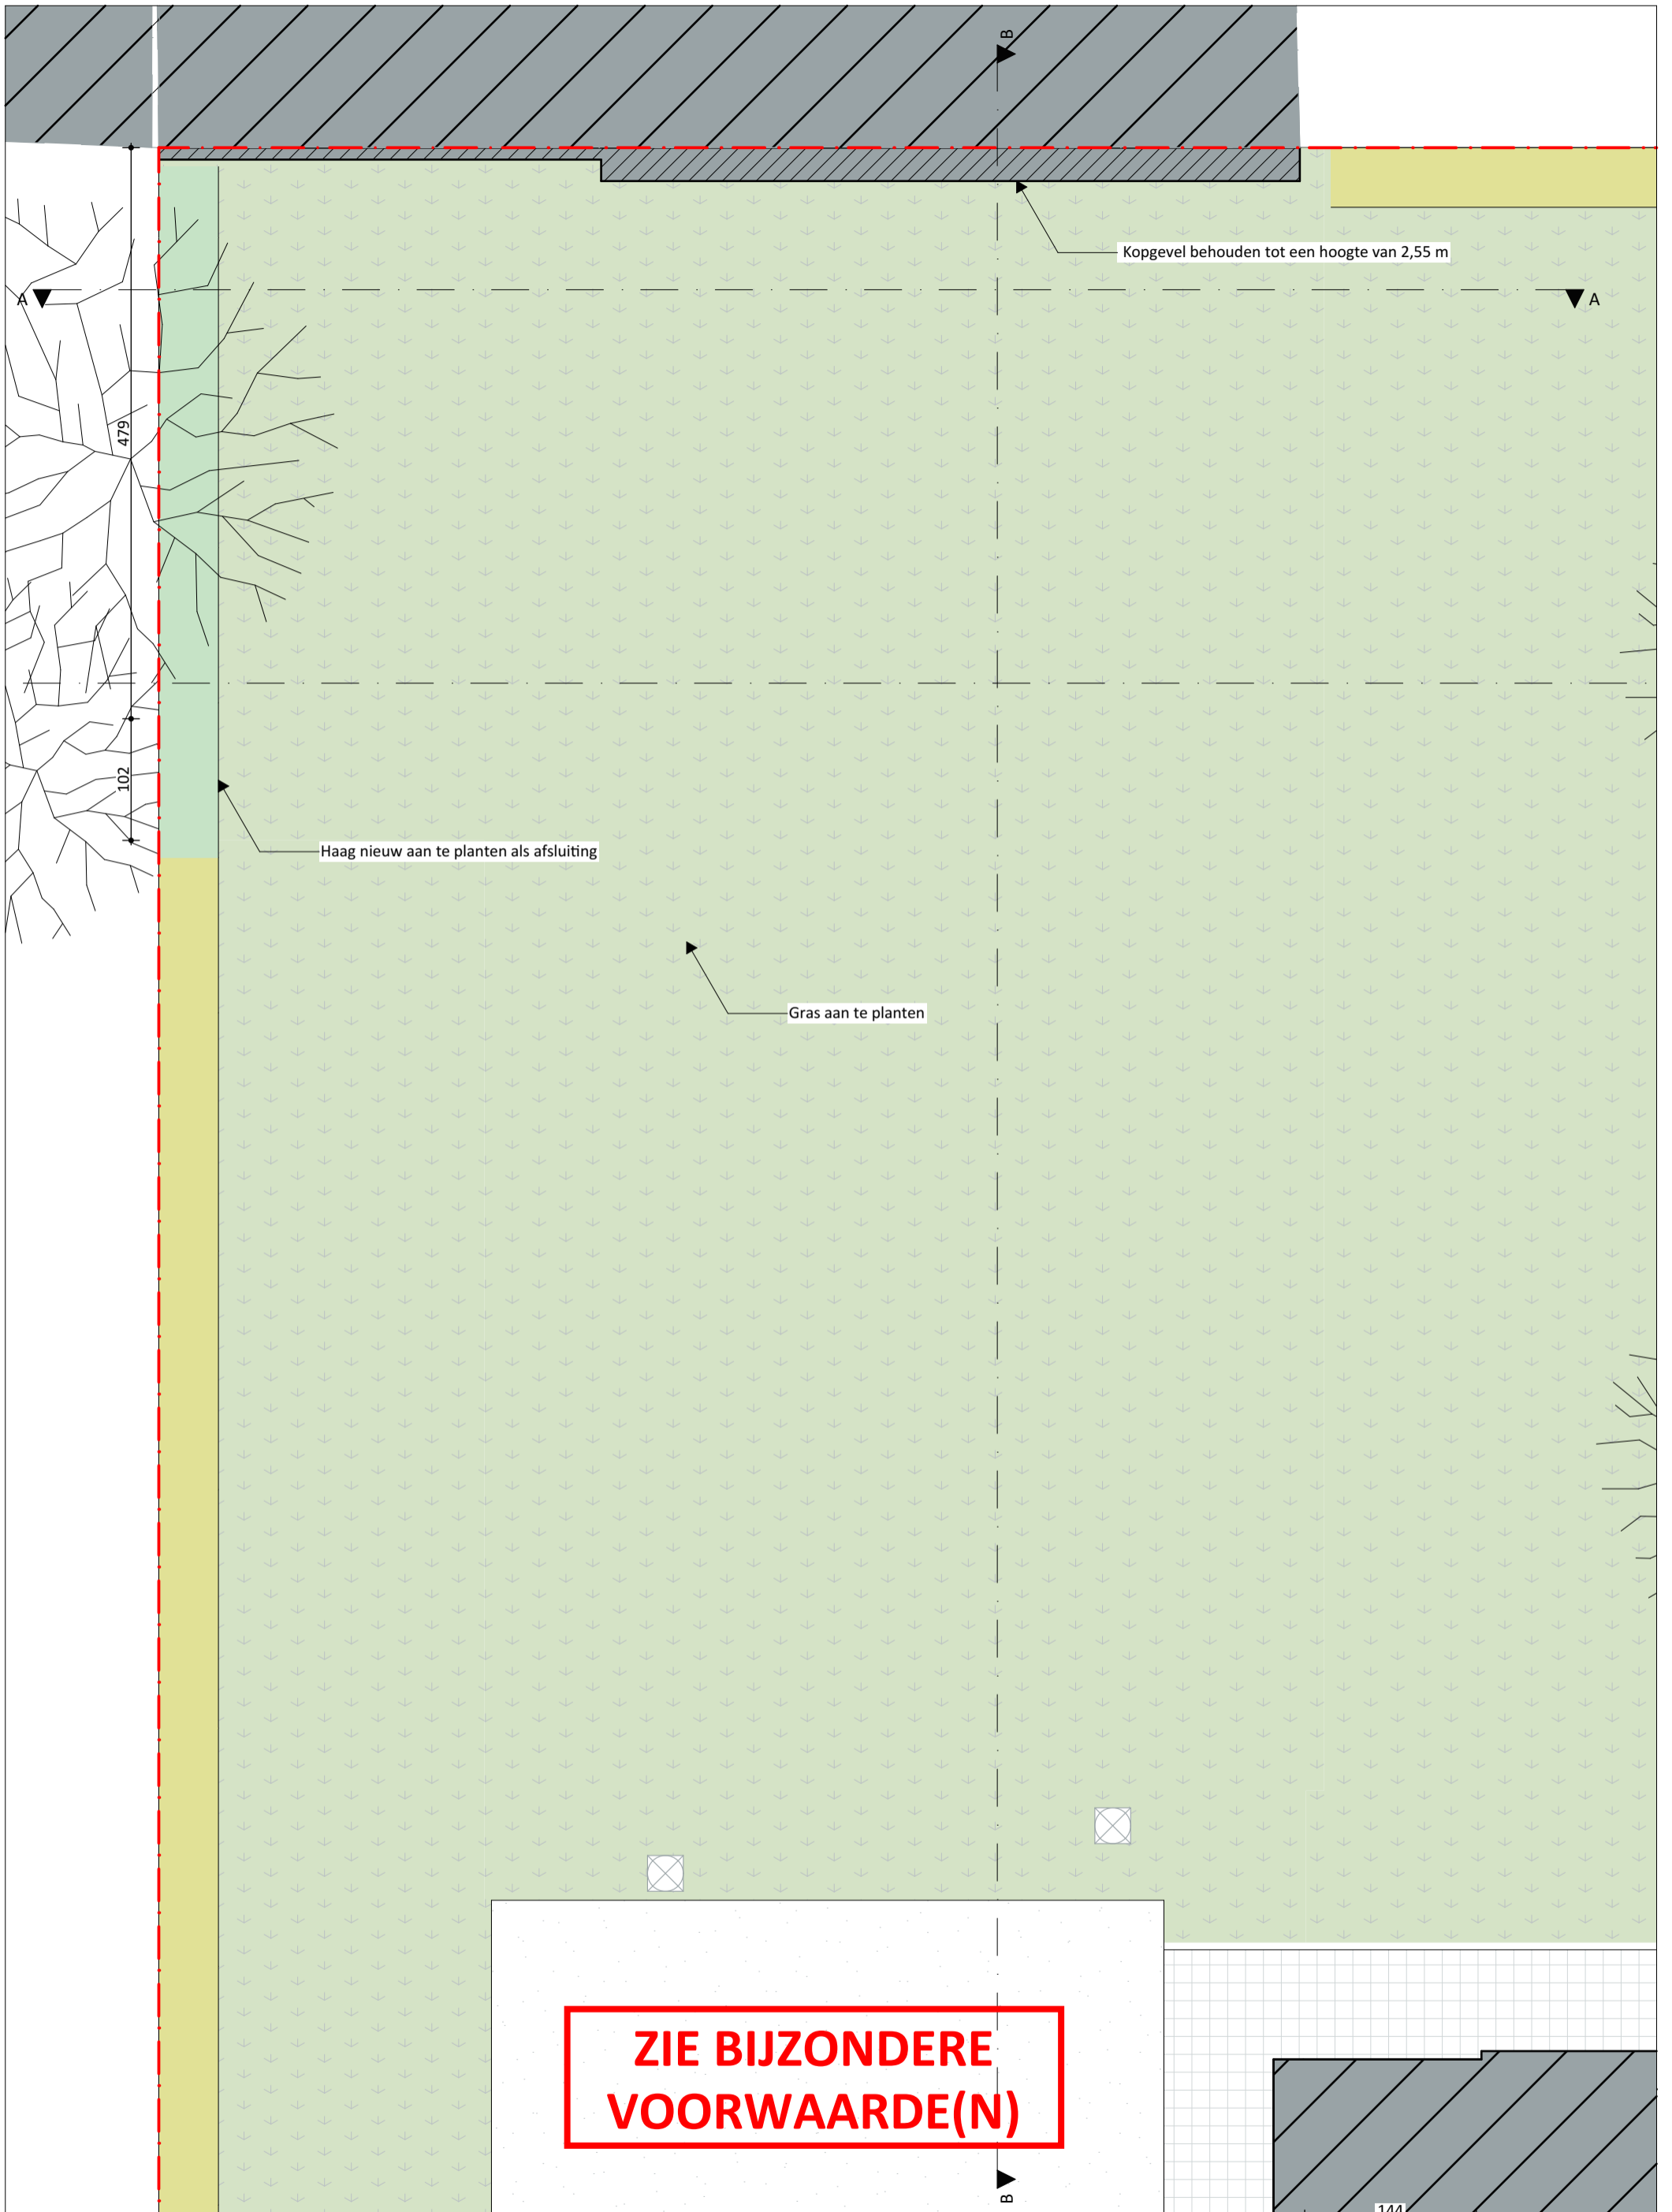 B
Kopgevel behouden tot een hoogte van 2,55 m
A
A
479
102
Haag nieuw aan te planten als afsluiting
Gras aan te planten
ZIE BIJZONDERE
VOORWAARDE(N)
B
144